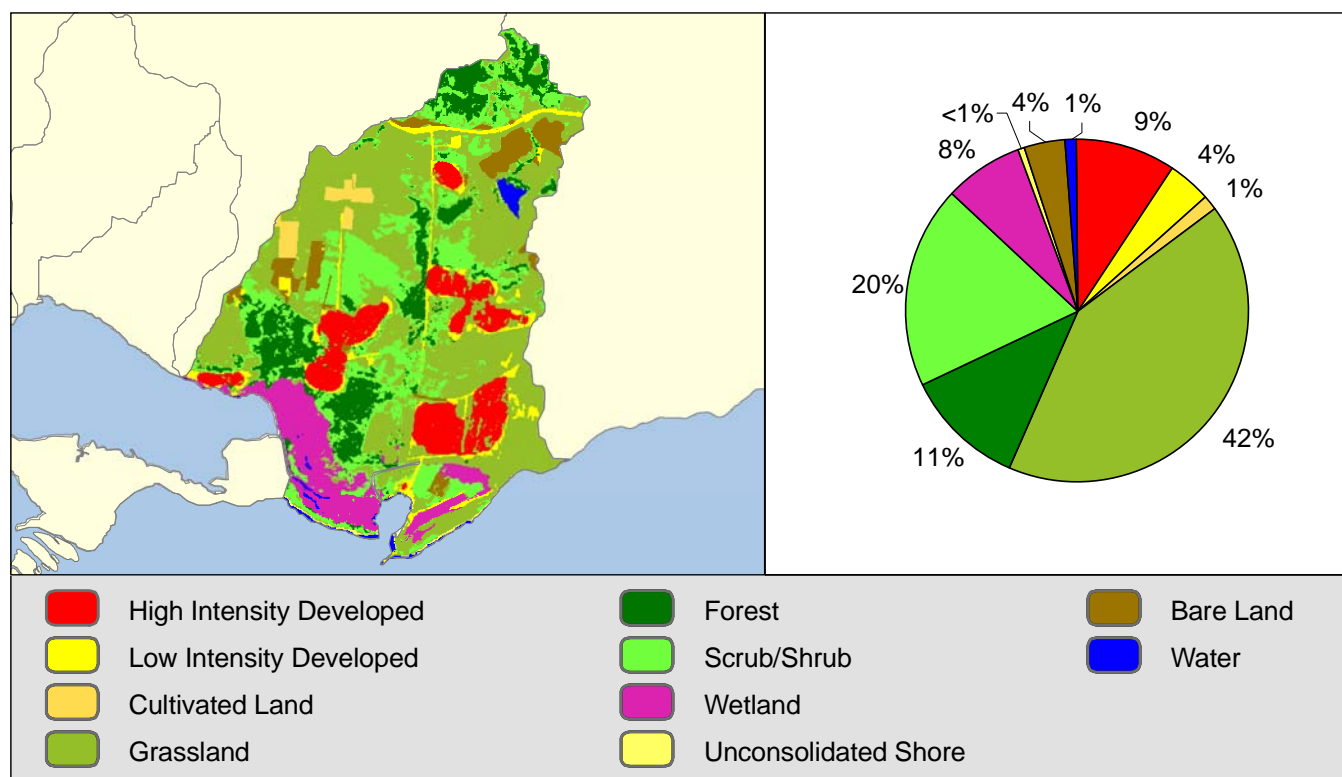 <1%
4%
1%
9%
8%
4%
1%
20%
42%
11%
High Intensity Developed
Low Intensity Developed
Cultivated Land
Grassland
Forest
Scrub/Shrub
Wetland
Unconsolidated Shore
Bare Land
Water